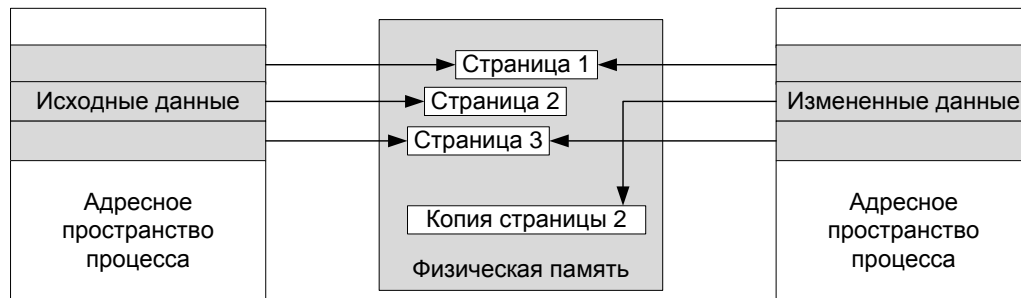 Страница 1
Исходные данные
Страница 2
Измененные данные
Страница 3
Адресное
пространство
процесса
Копия страницы 2
Физическая память
Адресное
пространство
процесса